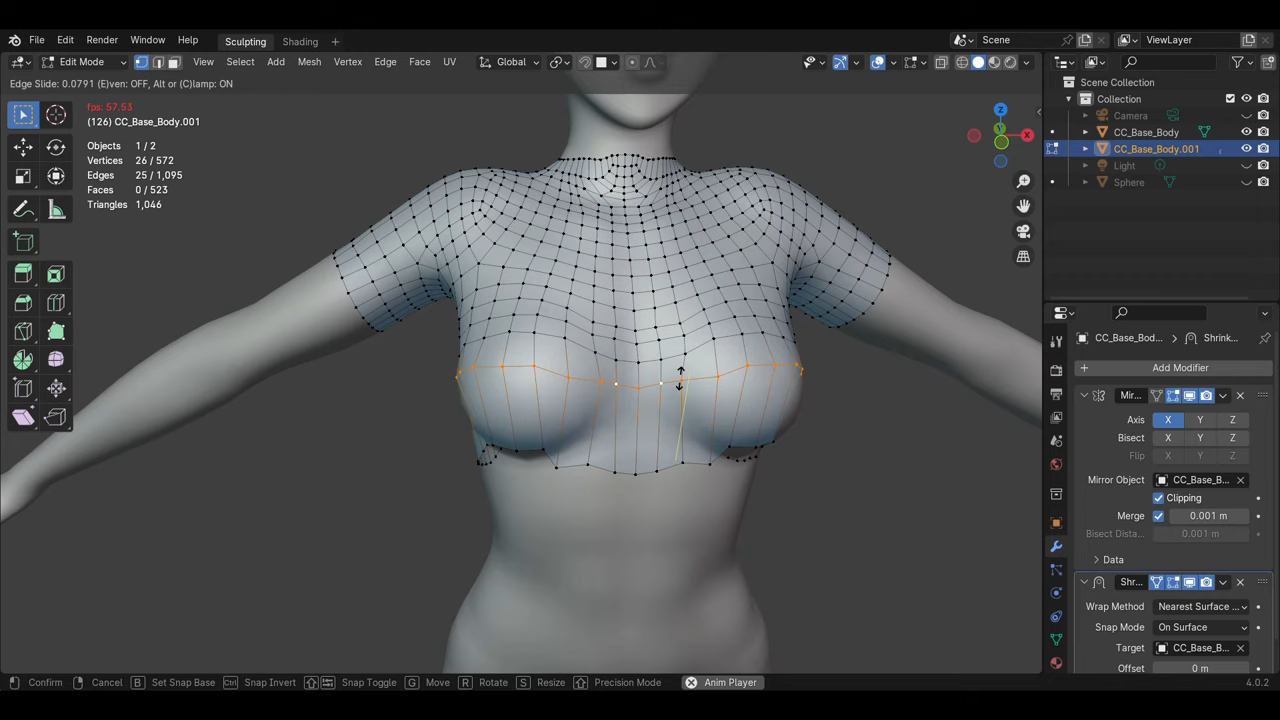 File Edit Render Window Help Sculpting Shading + Scene ViewLayer
Edit Mode View Select Add Mesh Vertex Edge Face UV Global
Edge Slide: 0.0791 (E)ven: OFF, Alt or (C)lamp: ON
fps: 57.53
(126) CC_Base_Body.001
Objects 1 / 2
Vertices 26 / 572
Edges 25 / 1,095
Faces 0 / 523
Triangles 1,046
Z
Y
X
Scene Collection
Collection
Camera
CC_Base_Body
CC_Base_Body.001
Light
Sphere
CC_Base_Bod... > Shrink...
+ Add Modifier
Mir...
Axis X Y Z
Bisect X Y Z
Flip X Y Z
Mirror Object CC_Base_B...
Clipping
Merge 0.001 m
Bisect Dista... 0.001 m
Data
Shr...
Wrap Method Nearest Surface ...
Snap Mode On Surface
Target CC_Base_B...
Offset 0 m
Confirm Cancel B Set Snap Base Ctrl Snap Invert Snap Toggle G Move R Rotate S Resize Precision Mode Anim Player 4.0.2